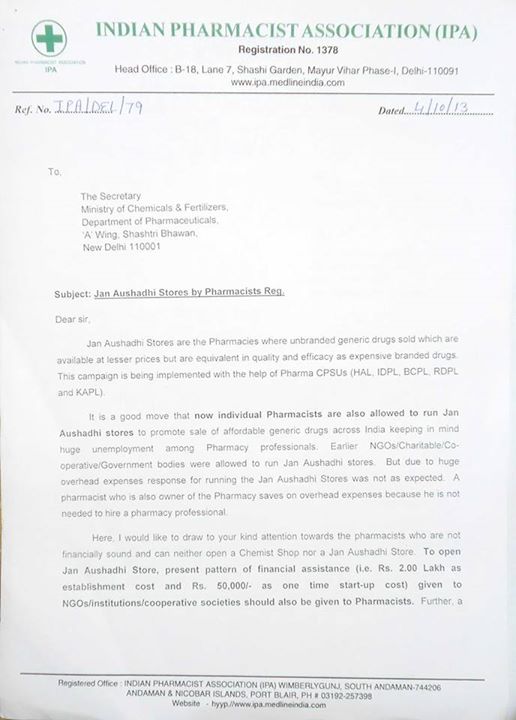 INDIAN PHARMACIST ASSOCIATION (IPA)
Registration No. 1378
INDIAN PHARMACIST ASSOCIATION
IPA
Head Office : B-18, Lane 7, Shashi Garden, Mayur Vihar Phase-I, Delhi-110091
www.ipa.medlineindia.com
Ref. No. IPA/DEL/79 Dated 4/10/13
To,
The Secretary
Ministry of Chemicals & Fertilizers,
Department of Pharmaceuticals,
'A' Wing, Shashtri Bhawan,
New Delhi 110001
Subject: Jan Aushadhi Stores by Pharmacists Reg.
Dear sir,
Jan Aushadhi Stores are the Pharmacies where unbranded generic drugs sold which are
available at lesser prices but are equivalent in quality and efficacy as expensive branded drugs.
This campaign is being implemented with the help of Pharma CPSUs (HAL, IDPL, BCPL, RDPL
and KAPL).
It is a good move that now individual Pharmacists are also allowed to run Jan
Aushadhi stores to promote sale of affordable generic drugs across India keeping in mind
huge unemployment among Pharmacy professionals. Earlier NGOs/Charitable/Co-
operative/Government bodies were allowed to run Jan Aushadhi stores. But due to huge
overhead expenses response for running the Jan Aushadhi Stores was not as expected. A
pharmacist who is also owner of the Pharmacy saves on overhead expenses because he is not
needed to hire a pharmacy professional.
Here, I would like to draw to your kind attention towards the pharmacists who are not
financially sound and can neither open a Chemist Shop nor a Jan Aushadhi Store. To open
Jan Aushadhi Store, present pattern of financial assistance (i.e. Rs. 2.00 Lakh as
establishment cost and Rs. 50,000/- as one time start-up cost) given to
NGOs/institutions/cooperative societies should also be given to Pharmacists. Further, a
Registered Office : INDIAN PHARMACIST ASSOCIATION (IPA) WIMBERLYGUNJ, SOUTH ANDAMAN-744206
ANDAMAN & NICOBAR ISLANDS, PORT BLAIR, PH # 03192-257398
Website - hyyp.//www.ipa.medlineindia.com